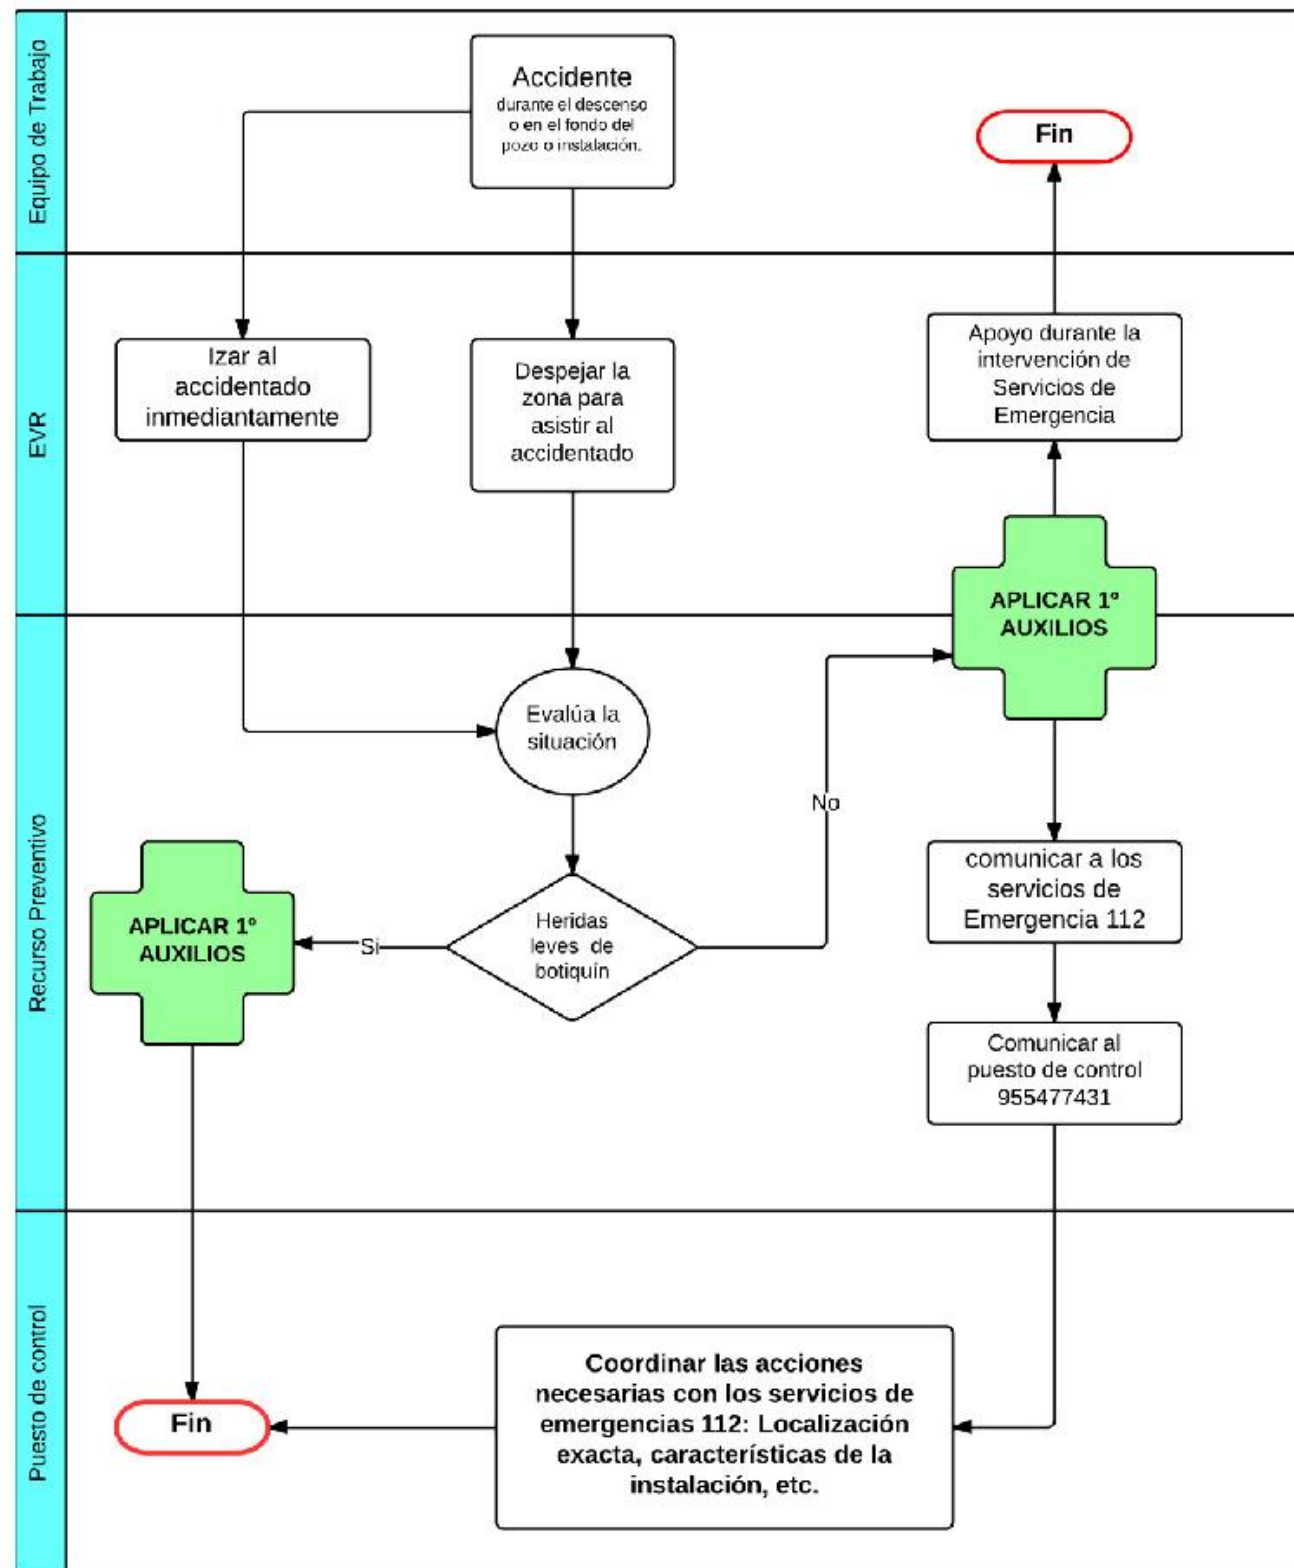 Equipo de Trabajo
Accidente
durante el descenso
o en el fondo del
pozo o instalación.
Fin
EVR
Izar al
accidentado
inmediantamente
Despejar la
zona para
asistir al
accidentado
Apoyo durante la
intervención de
Servicios de
Emergencia
APLICAR 1º
AUXILIOS
Recurso Preventivo
Evalúa la
situación
No
APLICAR 1º
AUXILIOS
Si
Heridas
leves de
botiquín
comunicar a los
servicios de
Emergencia 112
Comunicar al
puesto de control
955477431
Puesto de control
Fin
Coordinar las acciones
necesarias con los servicios de
emergencias 112: Localización
exacta, característícas de la
instalación, etc.